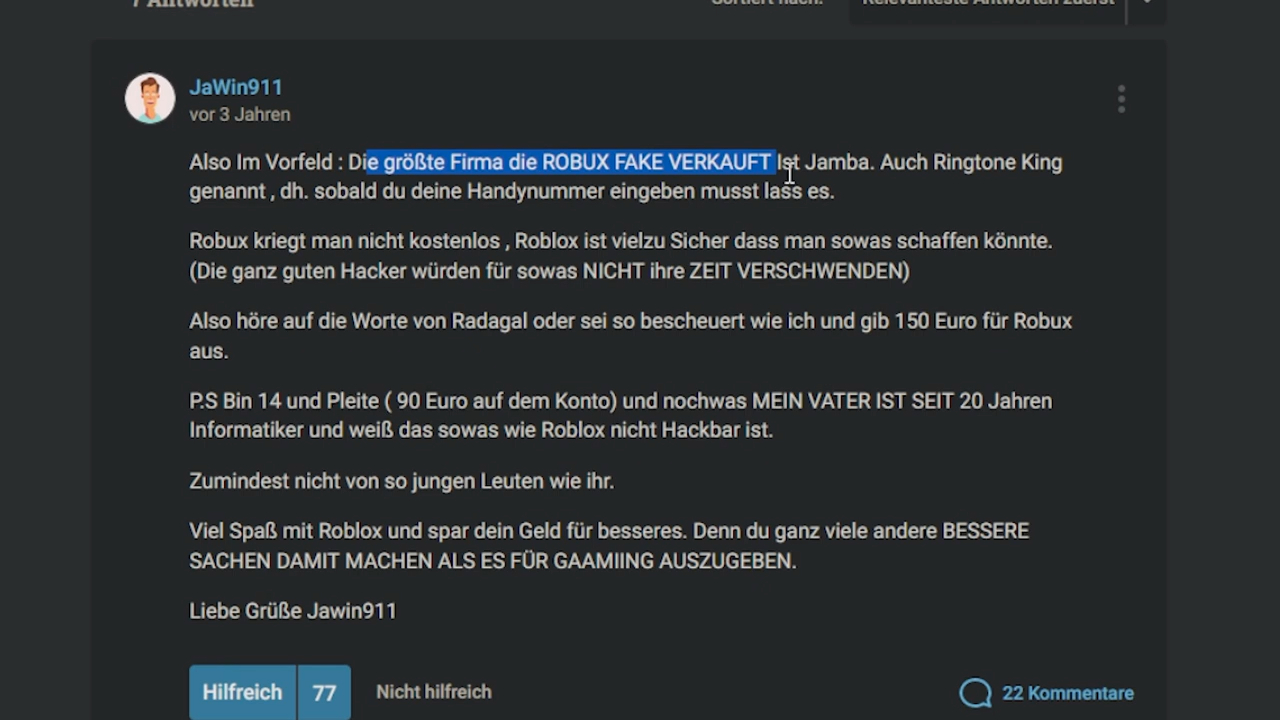 7 Antworten
Sortiert nach:
Relevanteste Antworten zuerst
JaWin911
vor 3 Jahren
Also Im Vorfeld : Die größte Firma die ROBUX FAKE VERKAUFT Ist Jamba. Auch Ringtone King
genannt , dh. sobald du deine Handynummer eingeben musst lass es.
Robux kriegt man nicht kostenlos , Roblox ist vielzu Sicher dass man sowas schaffen könnte.
(Die ganz guten Hacker würden für sowas NICHT ihre ZEIT VERSCHWENDEN)
Also höre auf die Worte von Radagal oder sei so bescheuert wie ich und gib 150 Euro für Robux
aus.
P.S Bin 14 und Pleite ( 90 Euro auf dem Konto) und nochwas MEIN VATER IST SEIT 20 Jahren
Informatiker und weiß das sowas wie Roblox nicht Hackbar ist.
Zumindest nicht von so jungen Leuten wie ihr.
Viel Spaß mit Roblox und spar dein Geld für besseres. Denn du ganz viele andere BESSERE
SACHEN DAMIT MACHEN ALS ES FÜR GAAMIING AUSZUGEBEN.
Liebe Grüße Jawin911
Hilfreich 77 Nicht hilfreich
22 Kommentare